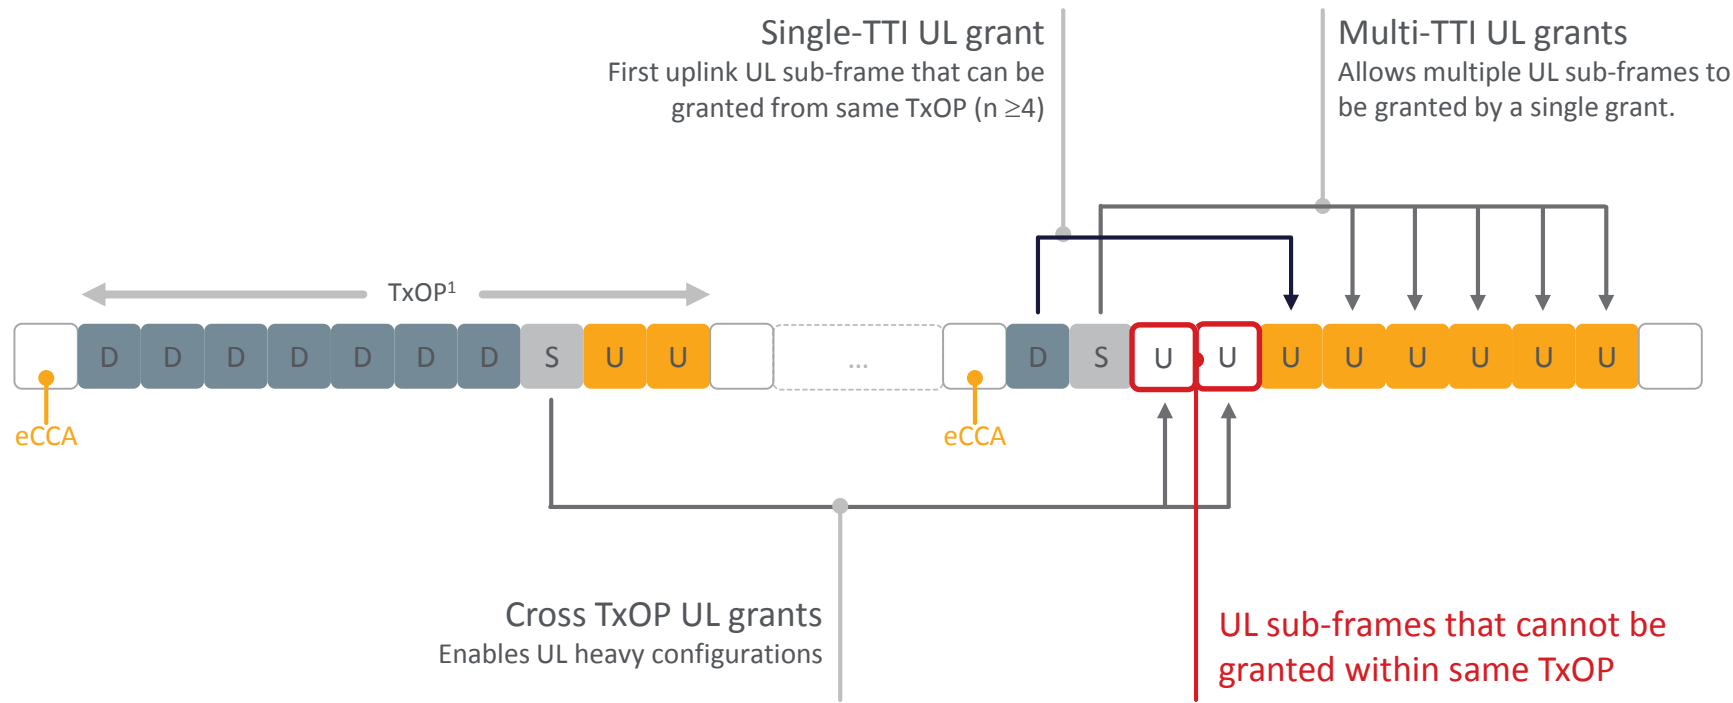 Single-TTI UL grant
First uplink UL sub-frame that can be
granted from same TxOP (n ≥4)
Multi-TTI UL grants
Allows multiple UL sub-frames to
be granted by a single grant.
TxOP¹
D D D D D D D S U U ... D S U U U U U U U U
eCCA
eCCA
Cross TxOP UL grants
Enables UL heavy configurations
UL sub-frames that cannot be
granted within same TxOP